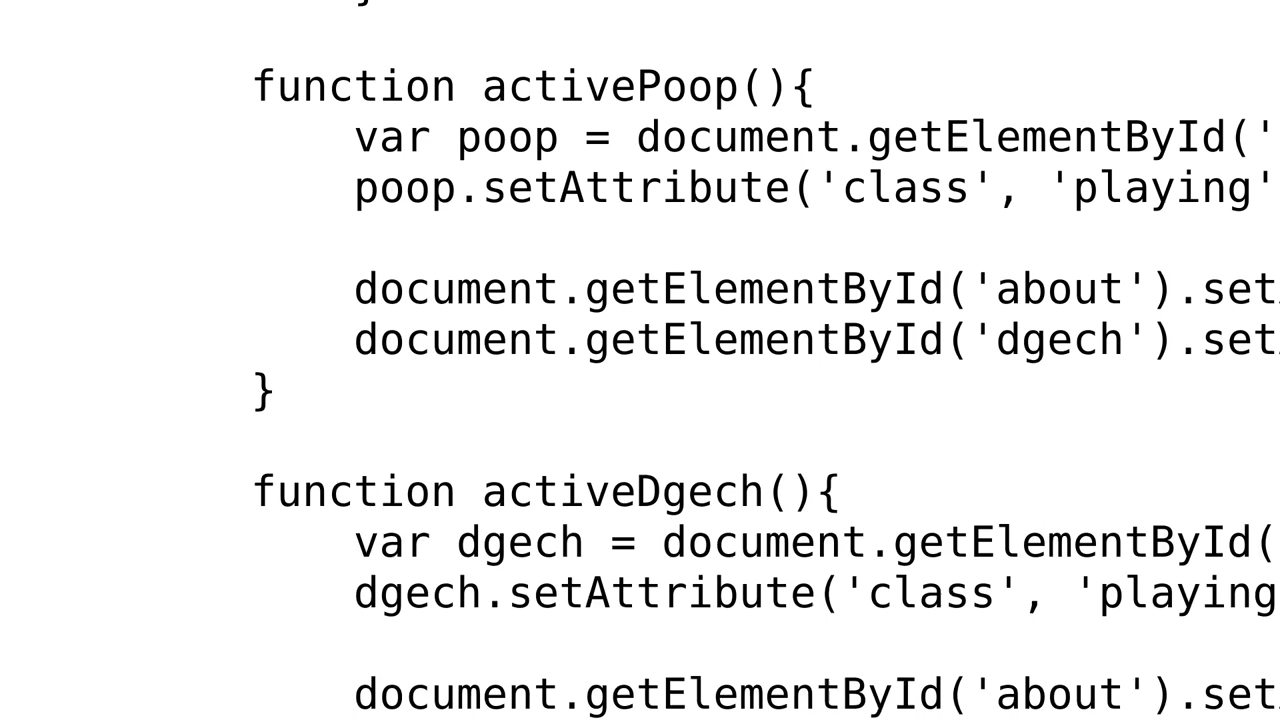 }
function activePoop(){
var poop = document.getElementById('
poop.setAttribute('class', 'playing'
document.getElementById('about').set
document.getElementById('dgech').set
}
function activeDgech(){
var dgech = document.getElementById(
dgech.setAttribute('class', 'playing
document.getElementById('about').set